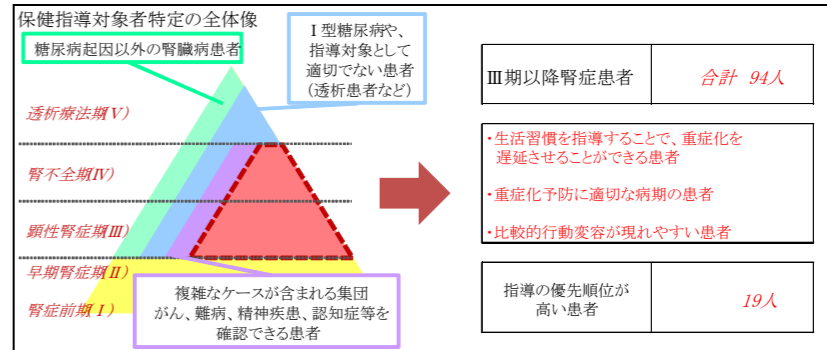 保健指導対象者特定の全体像
糖尿病起因以外の腎臓病患者
Ⅰ型糖尿病や、
指導対象として
適切でない患者
(透析患者など)
透析療法期(Ⅴ)
腎不全期(Ⅳ)
顕性腎症期(Ⅲ)
早期腎症期(Ⅱ)
腎症前期(Ⅰ)
複雑なケースが含まれる集団
がん、難病、精神疾患、認知症等を
確認できる患者
Ⅲ期以降腎症患者
合計 94人
・生活習慣を指導することで、重症化を
遅延させることができる患者
・重症化予防に適切な病期の患者
・比較的行動変容が現れやすい患者
指導の優先順位が
高い患者
19人